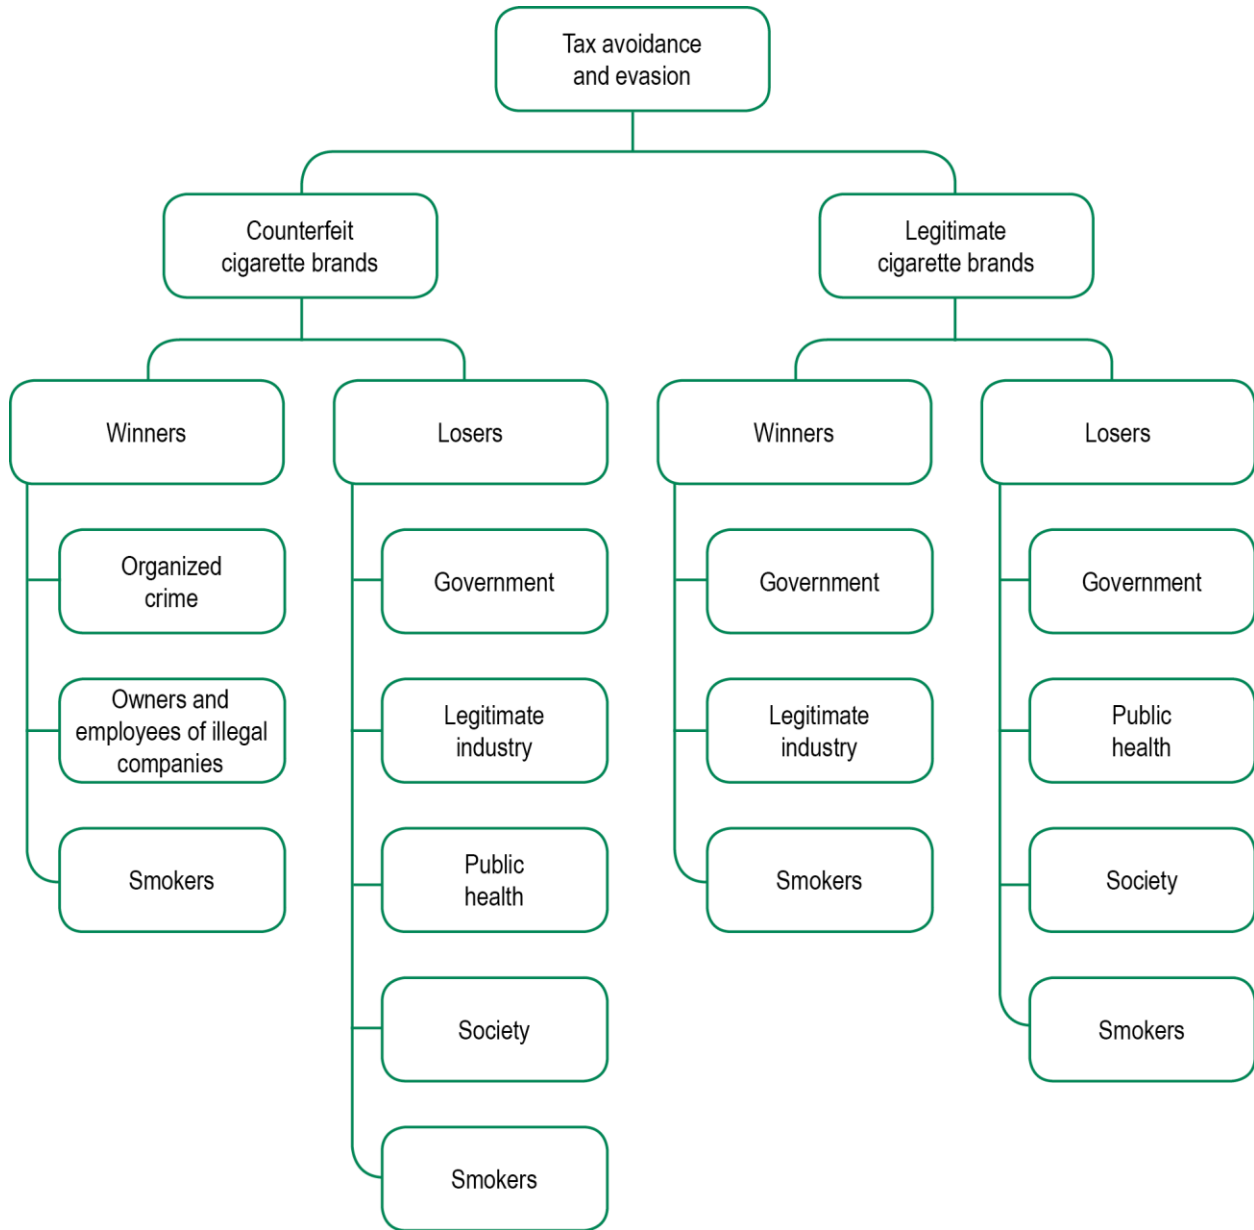 Tax avoidance
and evasion
Counterfeit
cigarette brands
Legitimate
cigarette brands
Winners
Losers
Winners
Losers
Organized
crime
Government
Government
Government
Owners and
employees of illegal
companies
Legitimate
industry
Legitimate
industry
Public
health
Smokers
Public
health
Smokers
Society
Society
Smokers
Smokers